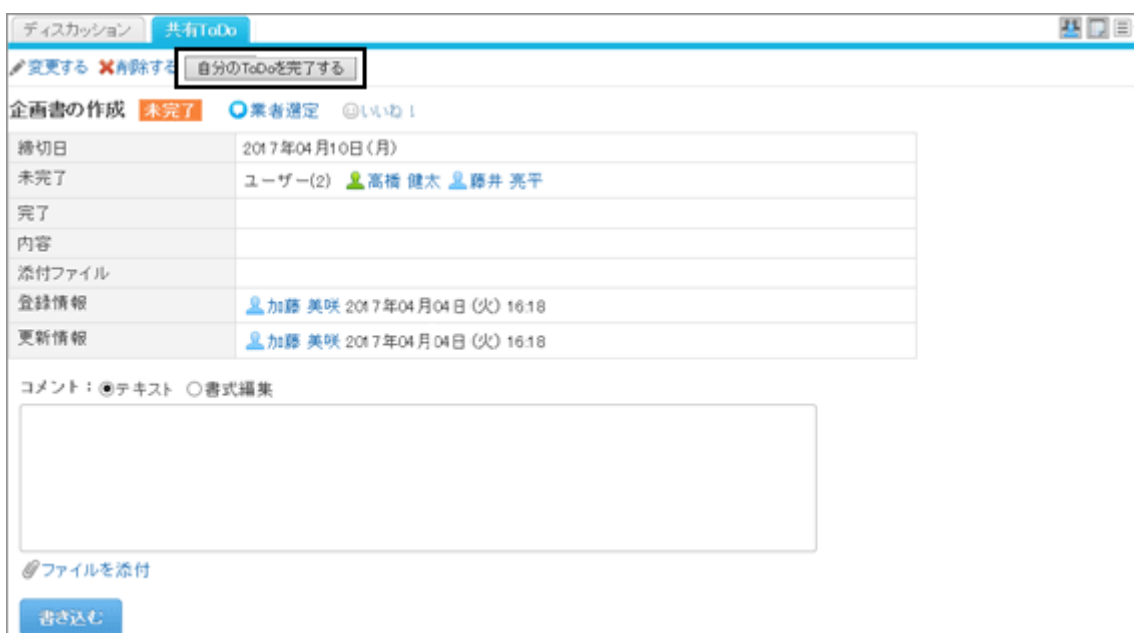 ディスカッション 共有ToDo
変更する 削除する 自分のToDoを完了する
企画書の作成 未完了 業者選定 いいね!
締切日 2017年04月10日(月)
未完了 ユーザー(2) 高橋 健太 藤井 亮平
完了
内容
添付ファイル
登録情報 加藤 美咲 2017年04月04日(火) 16:18
更新情報 加藤 美咲 2017年04月04日(火) 16:18
コメント: テキスト 書式編集
ファイルを添付
書き込む